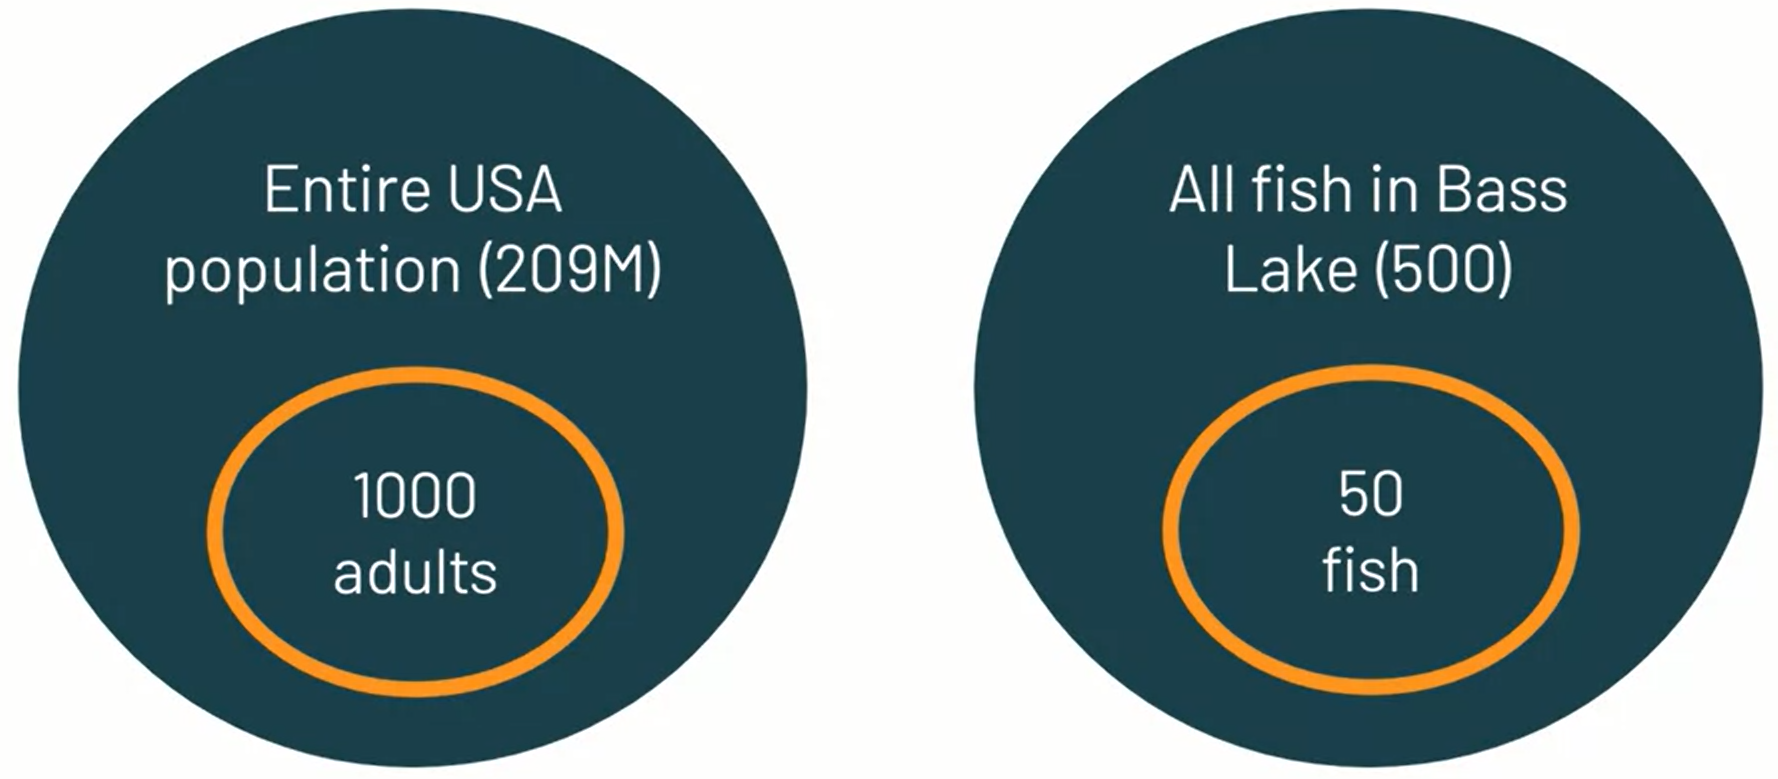 Entire USA
population (209M)
1000
adults
All fish in Bass
Lake (500)
50
fish